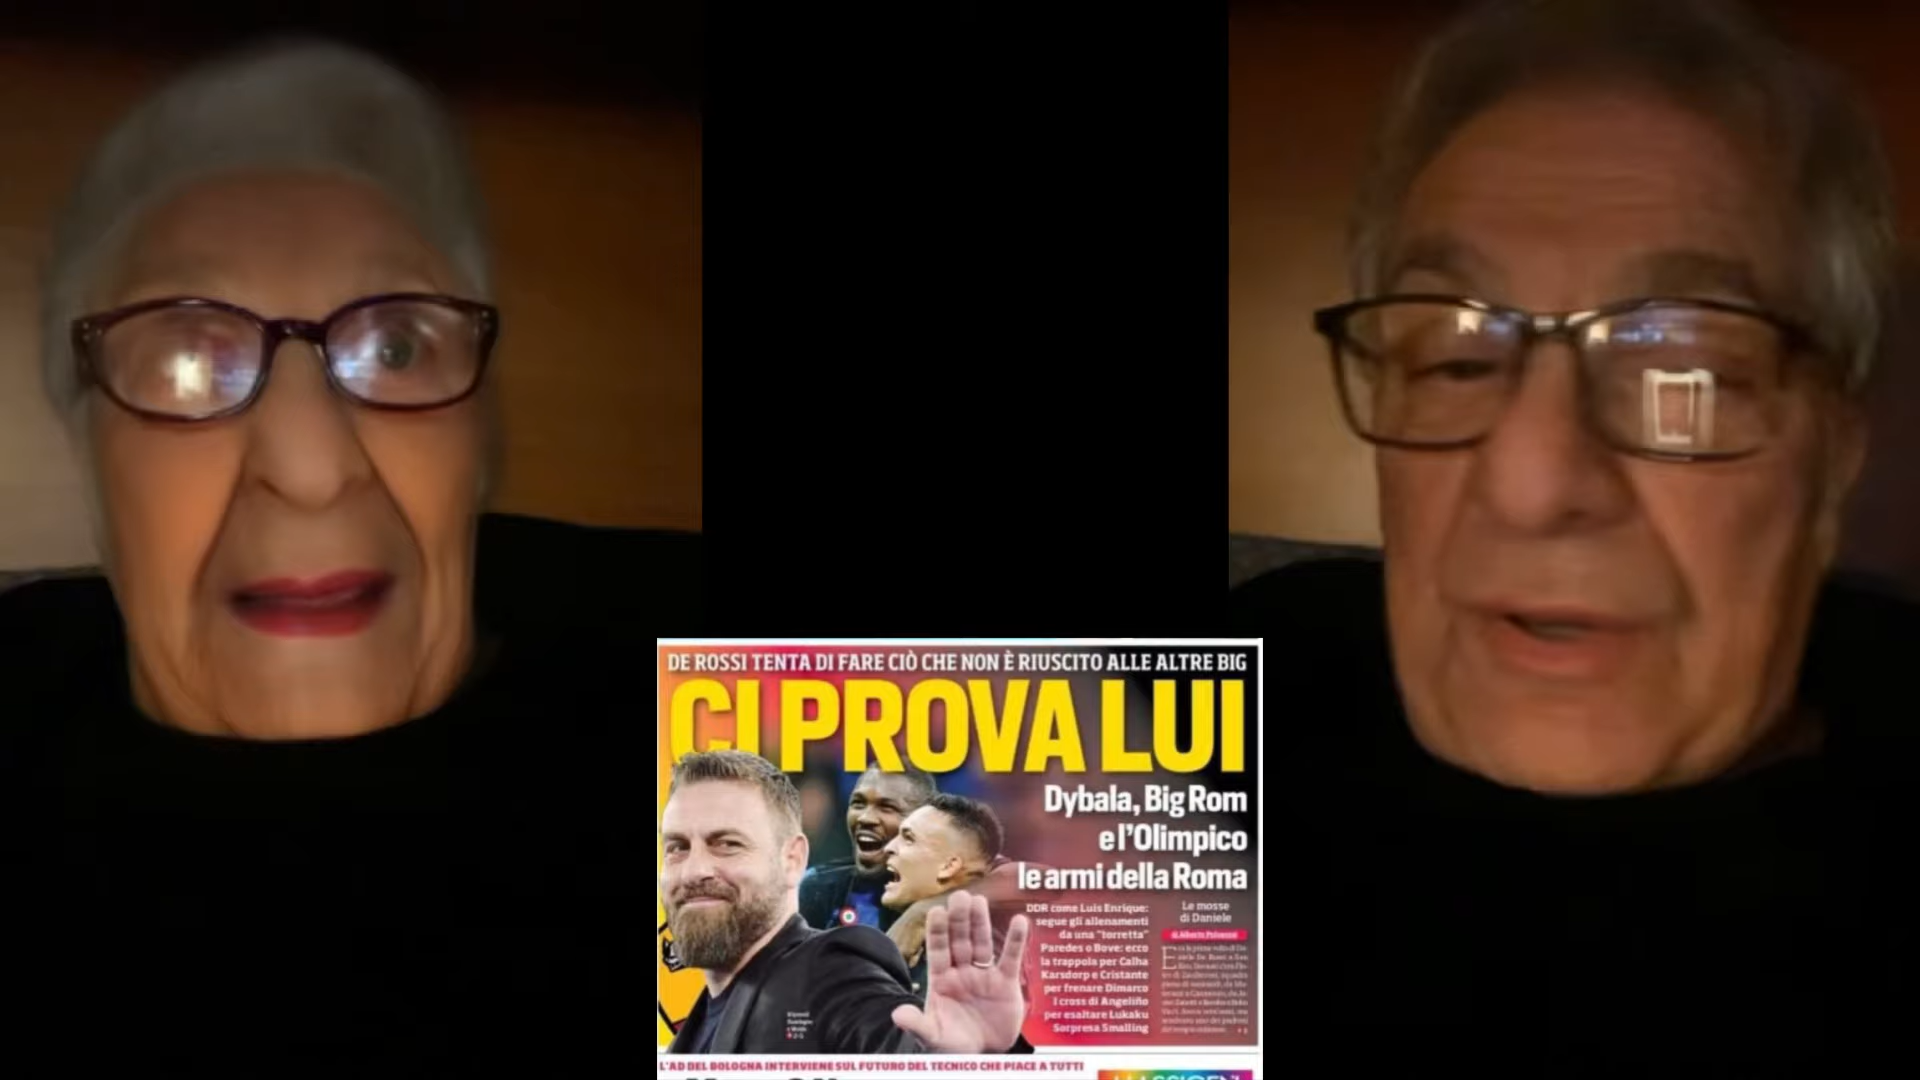 DE ROSSI TENTA DI FARE CIÒ CHE NON È RIUSCITO ALLE ALTRE BIG
CI PROVA LUI
Dybala, Big Rom
e l'Olimpico
le armi della Roma
DDR come Luis Enrique:
segue gli allenamenti
da una "torretta"
Paredes o Bove: ecco
la trappola per Calha
Karsdorp e Cristante
per frenare Dimarco
I cross di Angeliño
per esaltare Lukaku
Sorpresa Smalling
Le mosse
di Daniele
L'AD DEL BOLOGNA INTERVIENE SUL FUTURO DEL TECNICO CHE PIACE A TUTTI